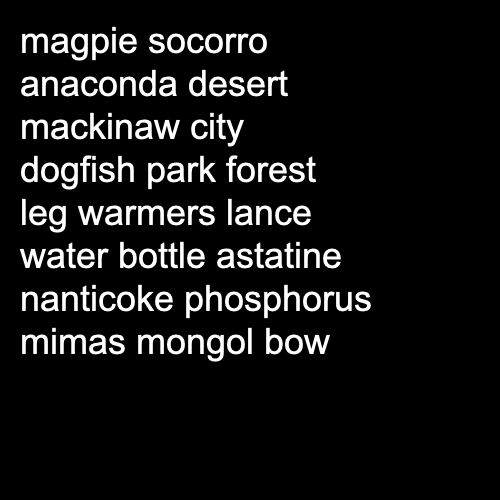 magpie socorro
anaconda desert
mackinaw city
dogfish park forest
leg warmers lance
water bottle astatine
nanticoke phosphorus
mimas mongol bow